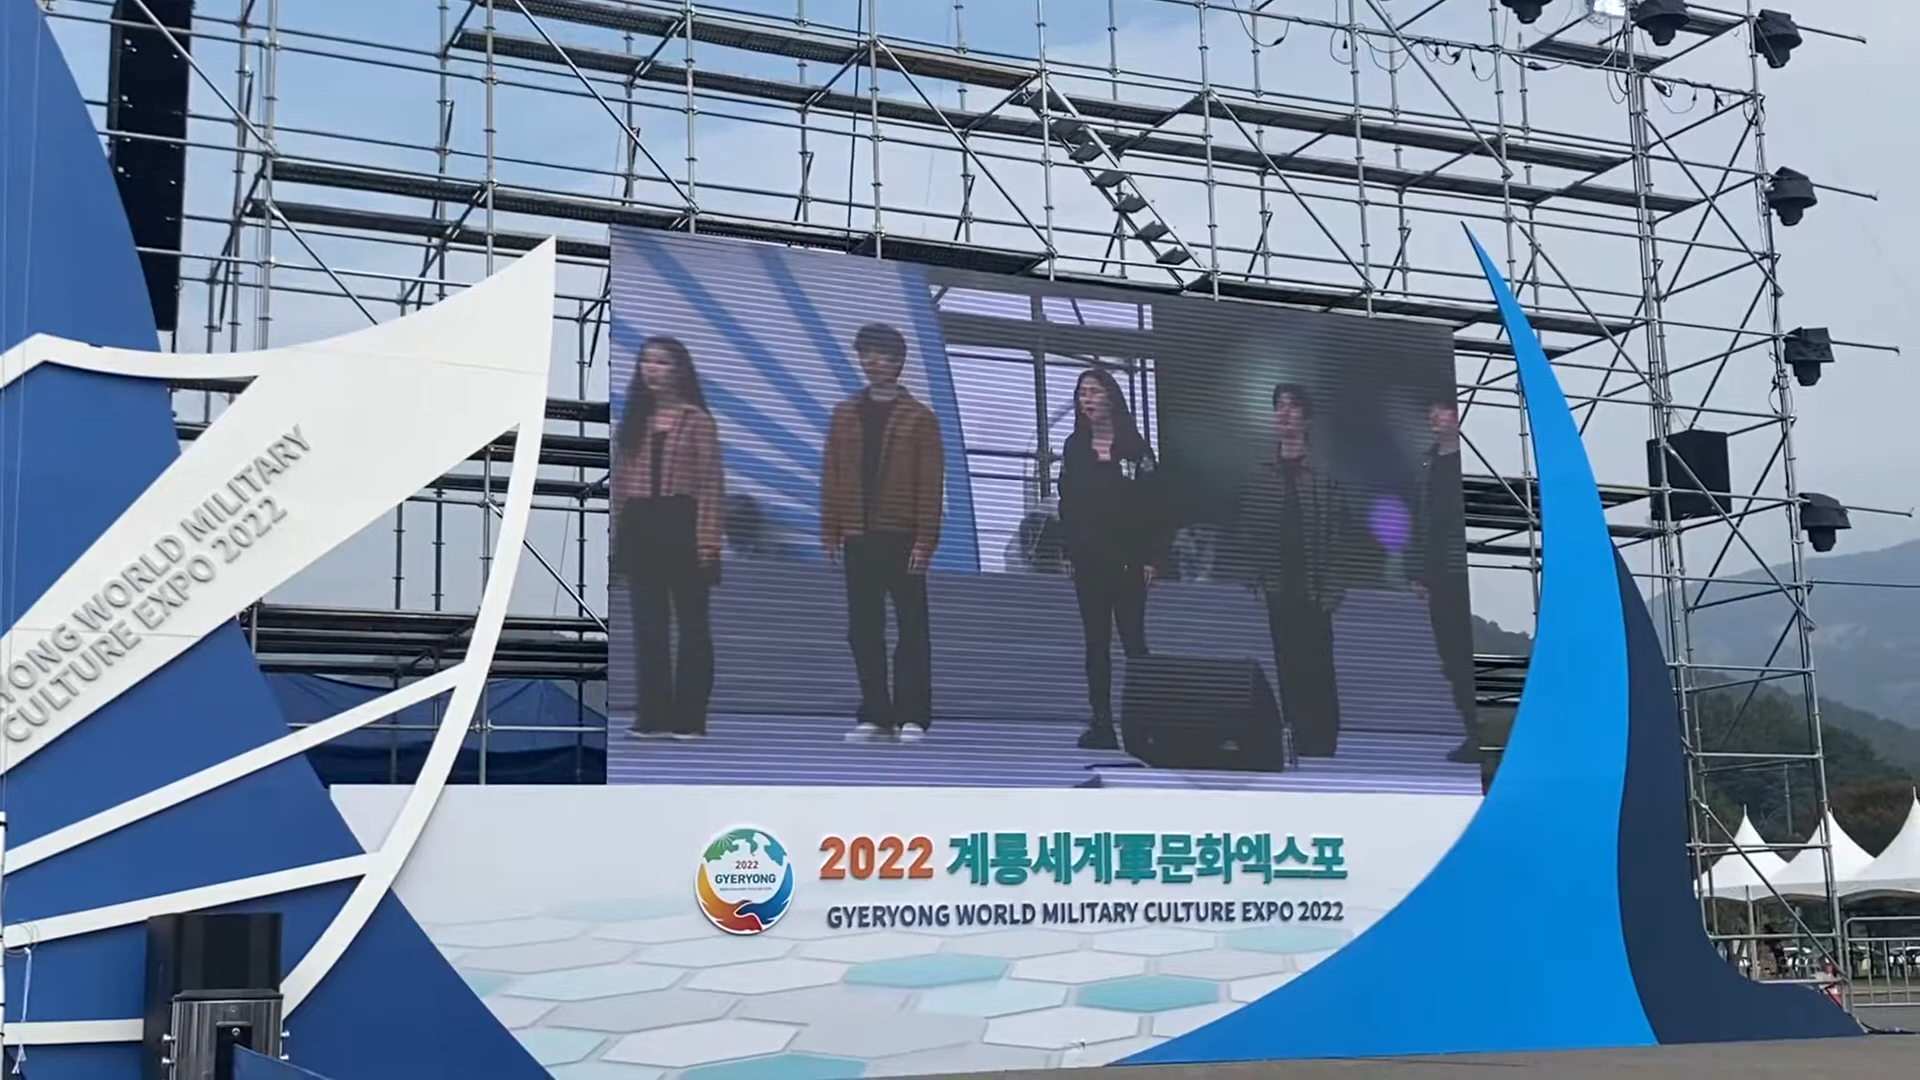 YONG WORLD MILITARY
CULTURE EXPO 2022
2022
GYERYONG
2022 계룡세계軍문화엑스포
GYERYONG WORLD MILITARY CULTURE EXPO 2022